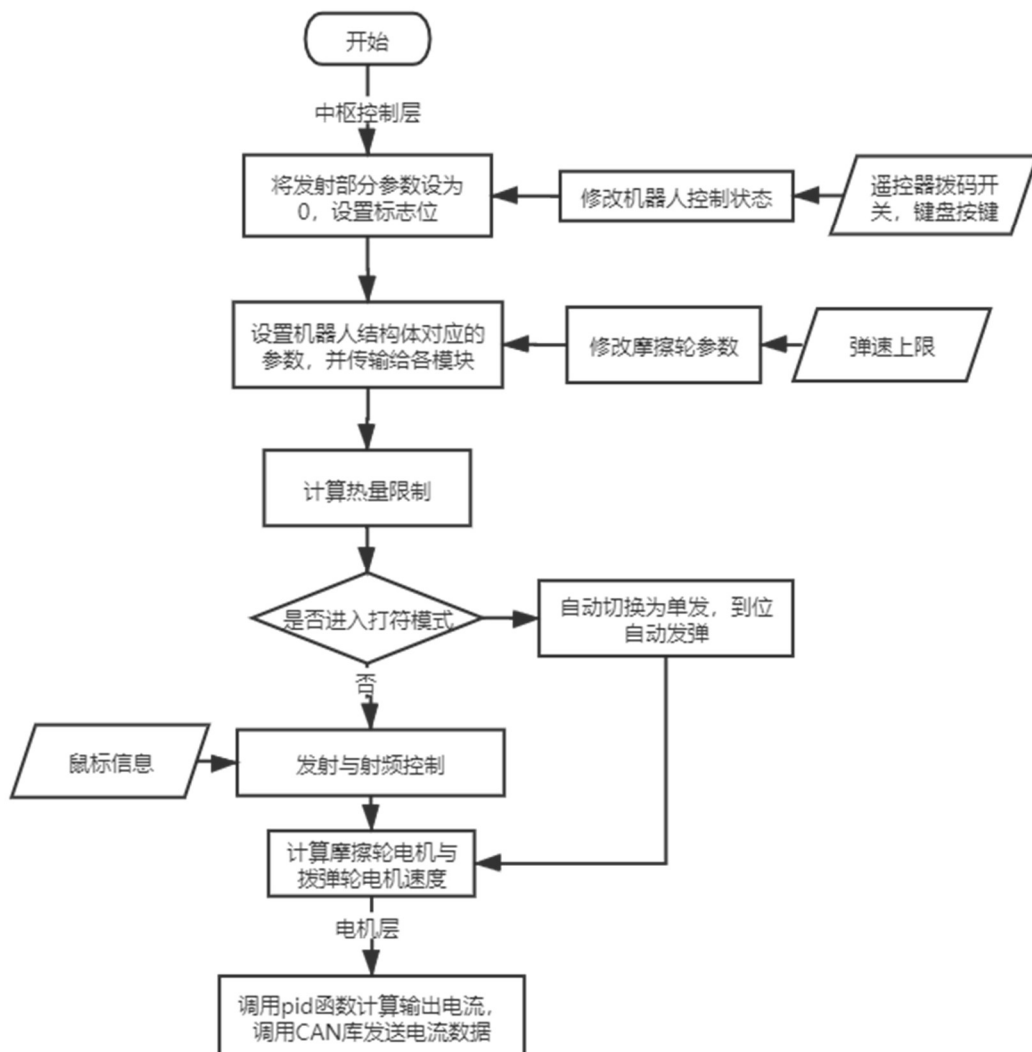 开始
中枢控制层
将发射部分参数设为
0，设置标志位
修改机器人控制状态
遥控器拨码开
关，键盘按键
设置机器人结构体对应的
参数，并传输给各模块
修改摩擦轮参数
弹速上限
计算热量限制
是否进入打符模式
自动切换为单发，到位
自动发弹
否
鼠标信息
发射与射频控制
计算摩擦轮电机与
拨弹轮电机速度
电机层
调用pid函数计算输出电流，
调用CAN库发送电流数据